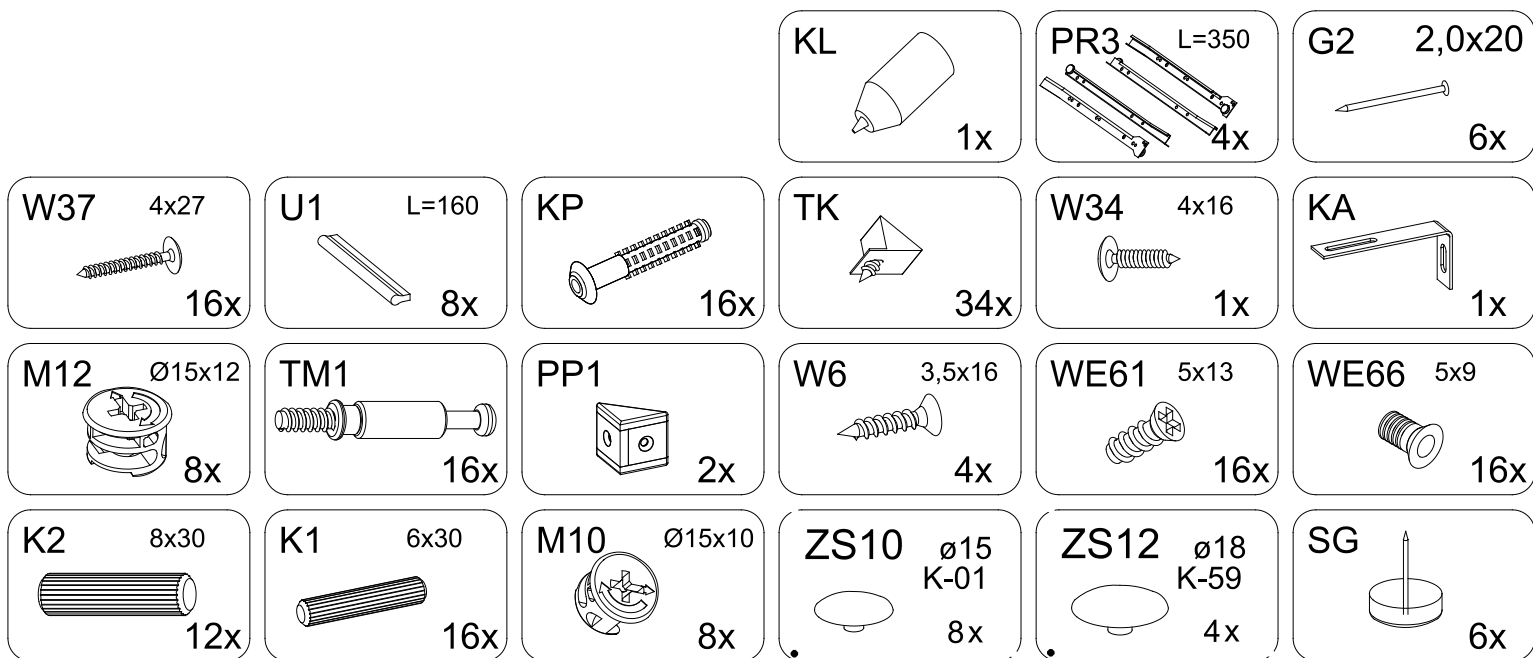 KL
1x
PR3 L=350
4x
G2 2,0x20
6x
W37 4x27
16x
U1 L=160
8x
KP
16x
TK
34x
W34 4x16
1x
KA
1x
M12 Ø15x12
8x
TM1
16x
PP1
2x
W6 3,5x16
4x
WE61 5x13
16x
WE66 5x9
16x
K2 8x30
12x
K1 6x30
16x
M10 Ø15x10
8x
ZS10 ø15
K-01
8x
ZS12 ø18
K-59
4x
SG
6x